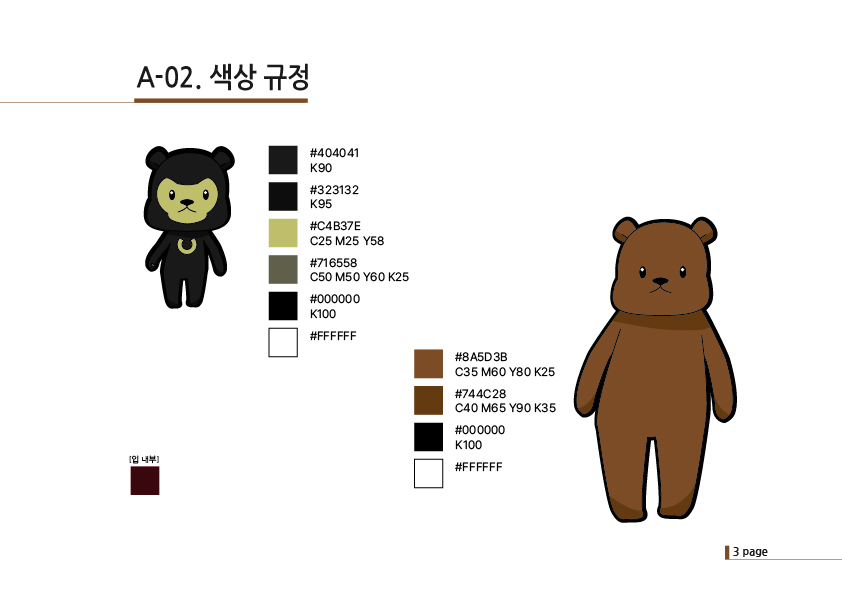 A-02. 색상 규정
#404041
K90
#323132
K95
#C4B37E
C25 M25 Y58
#716558
C50 M50 Y60 K25
#000000
K100
#FFFFFF
#8A5D3B
C35 M60 Y80 K25
#744C28
C40 M65 Y90 K35
#000000
K100
#FFFFFF
[입 내부]
3 page